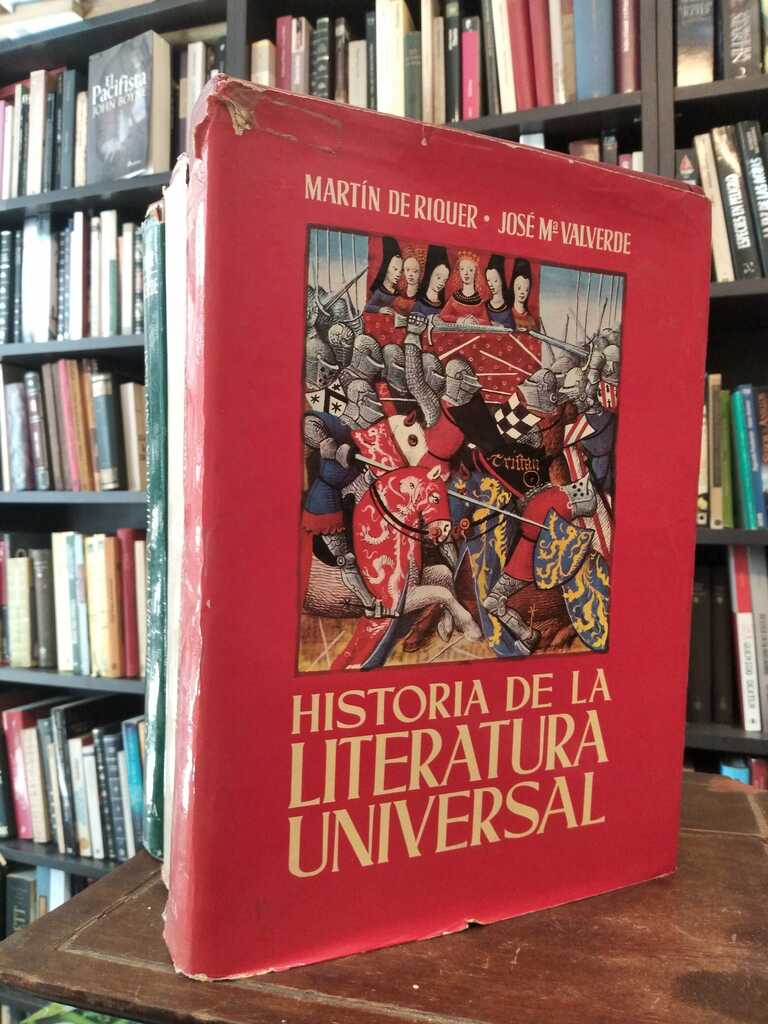 El
Pacifista
JOHN BOYNE
MARTÍN DE RIQUER · JOSÉ Mª VALVERDE
Tristan
HISTORIA DE LA
LITERATURA
UNIVERSAL